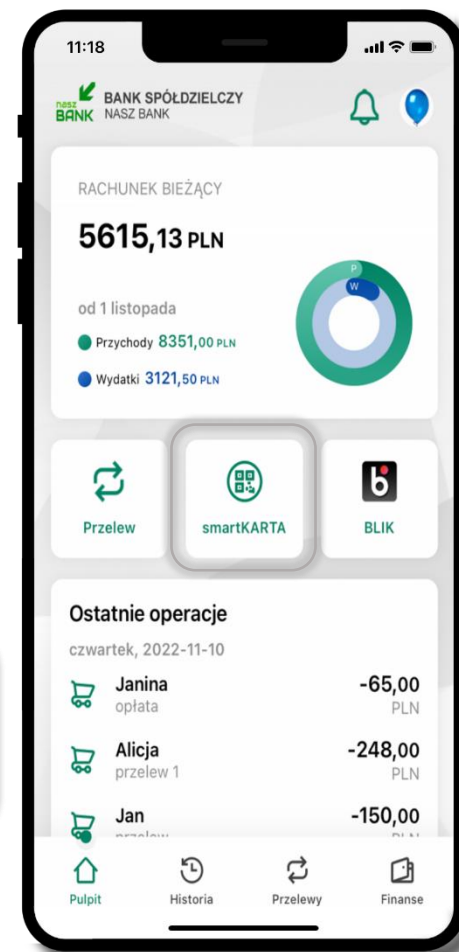 11:18
nasz BANK
BANK SPÓŁDZIELCZY
NASZ BANK
RACHUNEK BIEŻĄCY
5615,13 PLN
od 1 listopada
Przychody 8351,00 PLN
Wydatki 3121,50 PLN
P
W
Przelew
smartKARTA
BLIK
Ostatnie operacje
czwartek, 2022-11-10
Janina -65,00
opłata PLN
Alicja -248,00
przelew 1 PLN
Jan -150,00
przelew PLN
Pulpit
Historia
Przelewy
Finanse